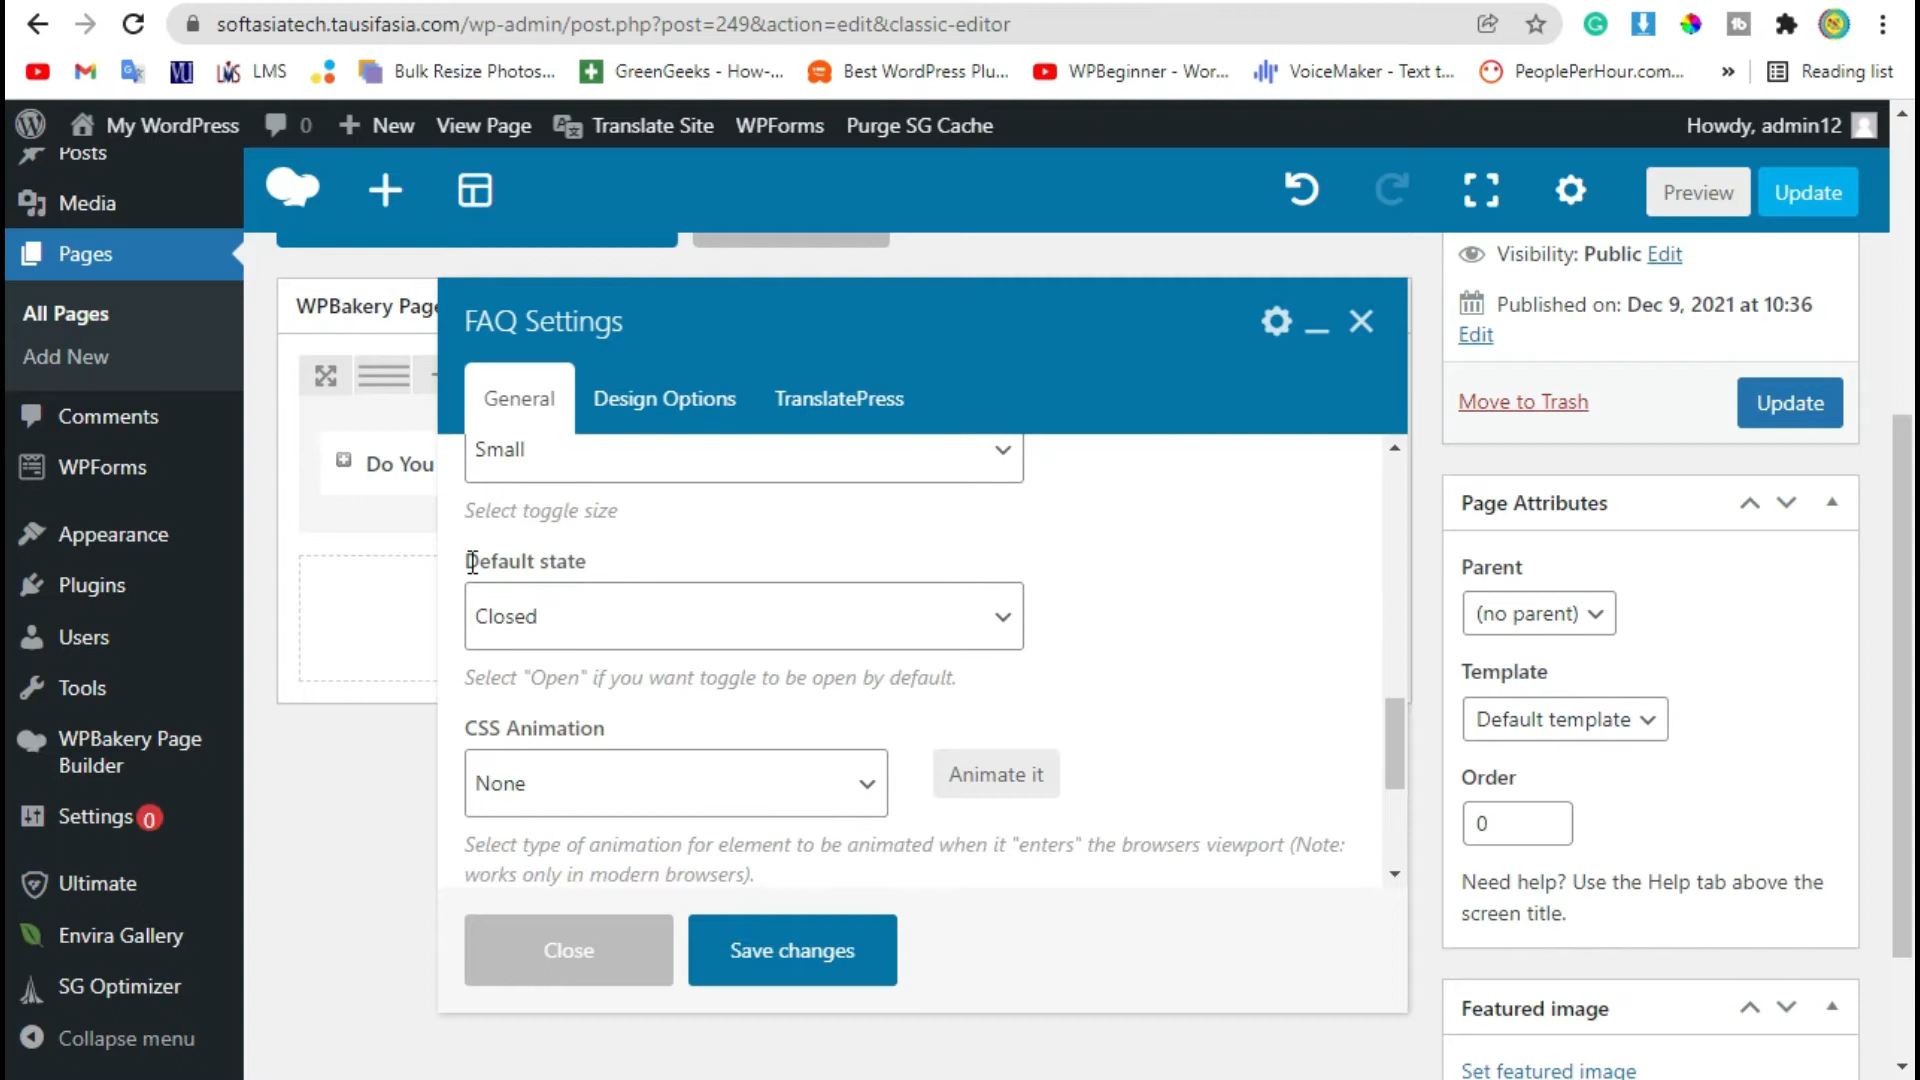 softasiatech.tausifasia.com/wp-admin/post.php?post=249&action=edit&classic-editor
LMS
Bulk Resize Photos...
GreenGeeks - How-...
Best WordPress Plu...
WPBeginner - Wor...
VoiceMaker - Text t...
PeoplePerHour.com...
»
Reading list
My WordPress
0
New
View Page
Translate Site
WPForms
Purge SG Cache
Howdy, admin12
Posts
Media
Pages
All Pages
Add New
Comments
WPForms
Appearance
Plugins
Users
Tools
WPBakery Page
Builder
Settings 0
Ultimate
Envira Gallery
SG Optimizer
Collapse menu
Preview
Update
WPBakery Page
Do You
FAQ Settings
General
Design Options
TranslatePress
Small
Select toggle size
Default state
Closed
Select "Open" if you want toggle to be open by default.
CSS Animation
None
Animate it
Select type of animation for element to be animated when it "enters" the browsers viewport (Note:
works only in modern browsers).
Close
Save changes
Visibility: Public Edit
Published on: Dec 9, 2021 at 10:36
Edit
Move to Trash
Update
Page Attributes
Parent
(no parent)
Template
Default template
Order
0
Need help? Use the Help tab above the
screen title.
Featured image
Set featured image